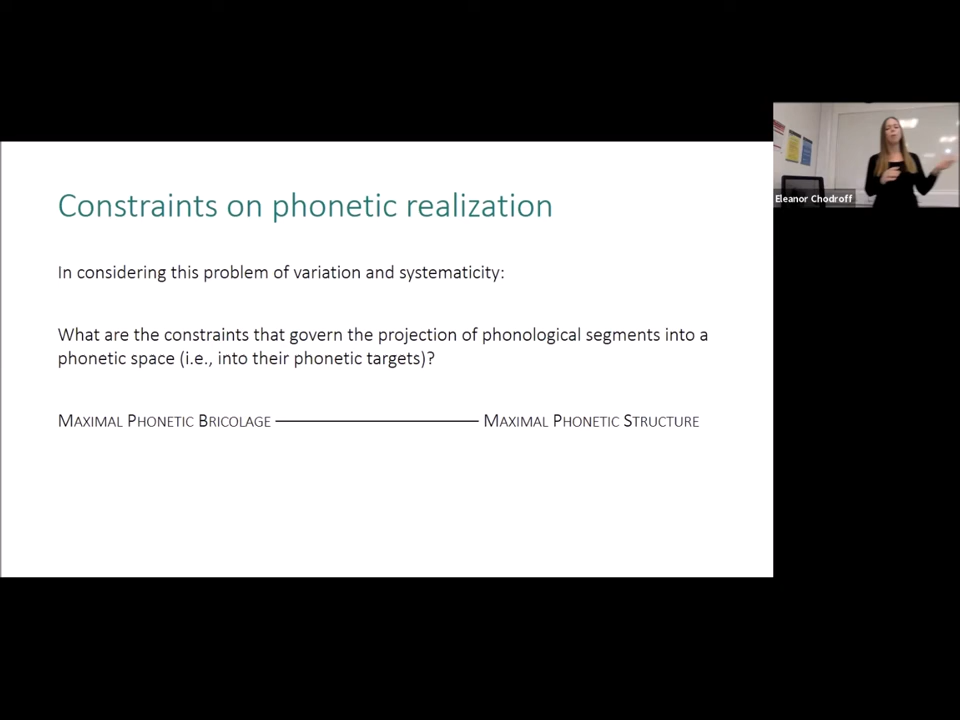 Constraints on phonetic realization
In considering this problem of variation and systematicity:
What are the constraints that govern the projection of phonological segments into a
phonetic space (i.e., into their phonetic targets)?
MAXIMAL PHONETIC BRICOLAGE MAXIMAL PHONETIC STRUCTURE
Eleanor Chodroff